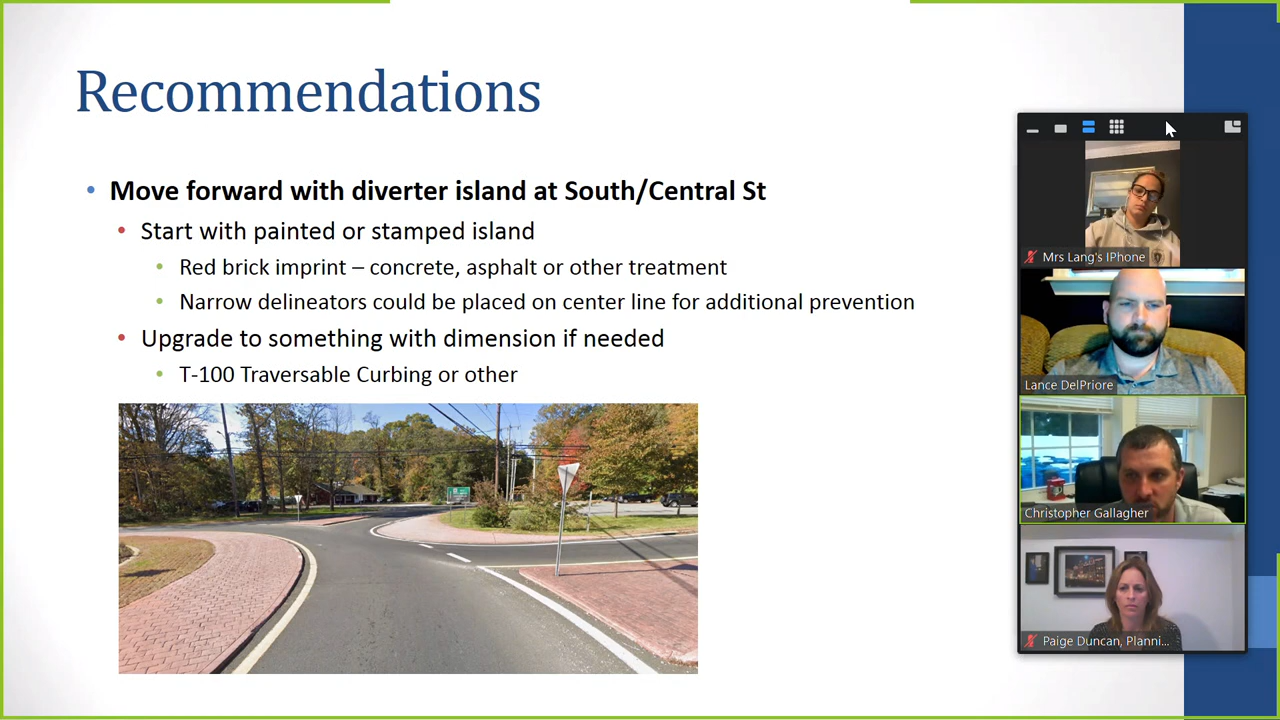 Recommendations
• Move forward with diverter island at South/Central St
• Start with painted or stamped island
• Red brick imprint – concrete, asphalt or other treatment
• Narrow delineators could be placed on center line for additional prevention
• Upgrade to something with dimension if needed
• T-100 Traversable Curbing or other
Mrs Lang's IPhone
Lance DelPriore
Christopher Gallagher
Paige Duncan, Planni...